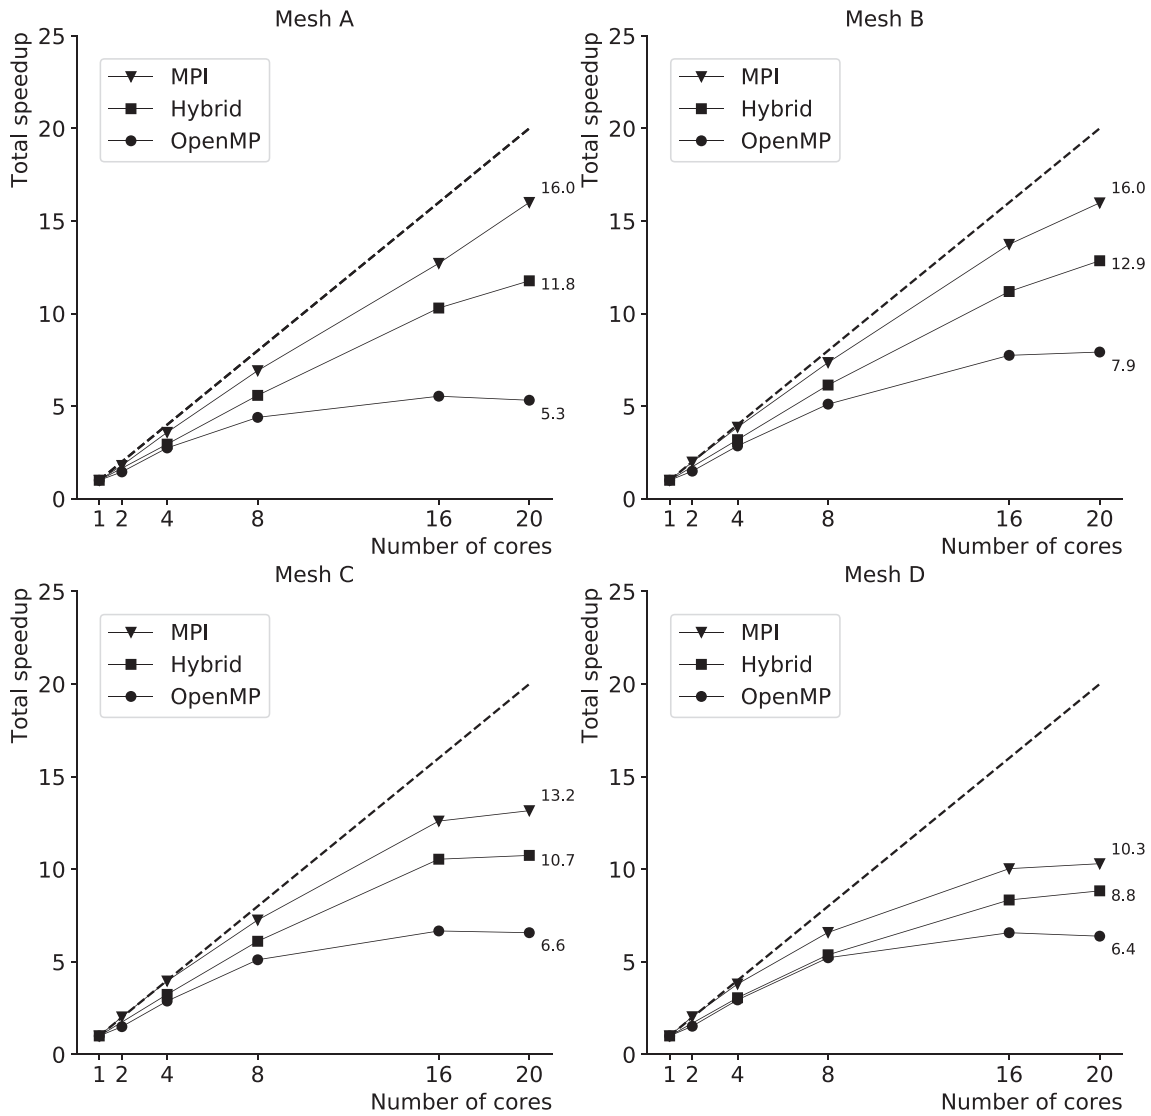 Mesh A
Total speedup
25
20
15
10
5
0
MPI
Hybrid
OpenMP
16.0
11.8
5.3
1 2 4 8 16 20
Number of cores
Mesh B
Total speedup
25
20
15
10
5
0
MPI
Hybrid
OpenMP
16.0
12.9
7.9
1 2 4 8 16 20
Number of cores
Mesh C
Total speedup
25
20
15
10
5
0
MPI
Hybrid
OpenMP
13.2
10.7
6.6
1 2 4 8 16 20
Number of cores
Mesh D
Total speedup
25
20
15
10
5
0
MPI
Hybrid
OpenMP
10.3
8.8
6.4
1 2 4 8 16 20
Number of cores